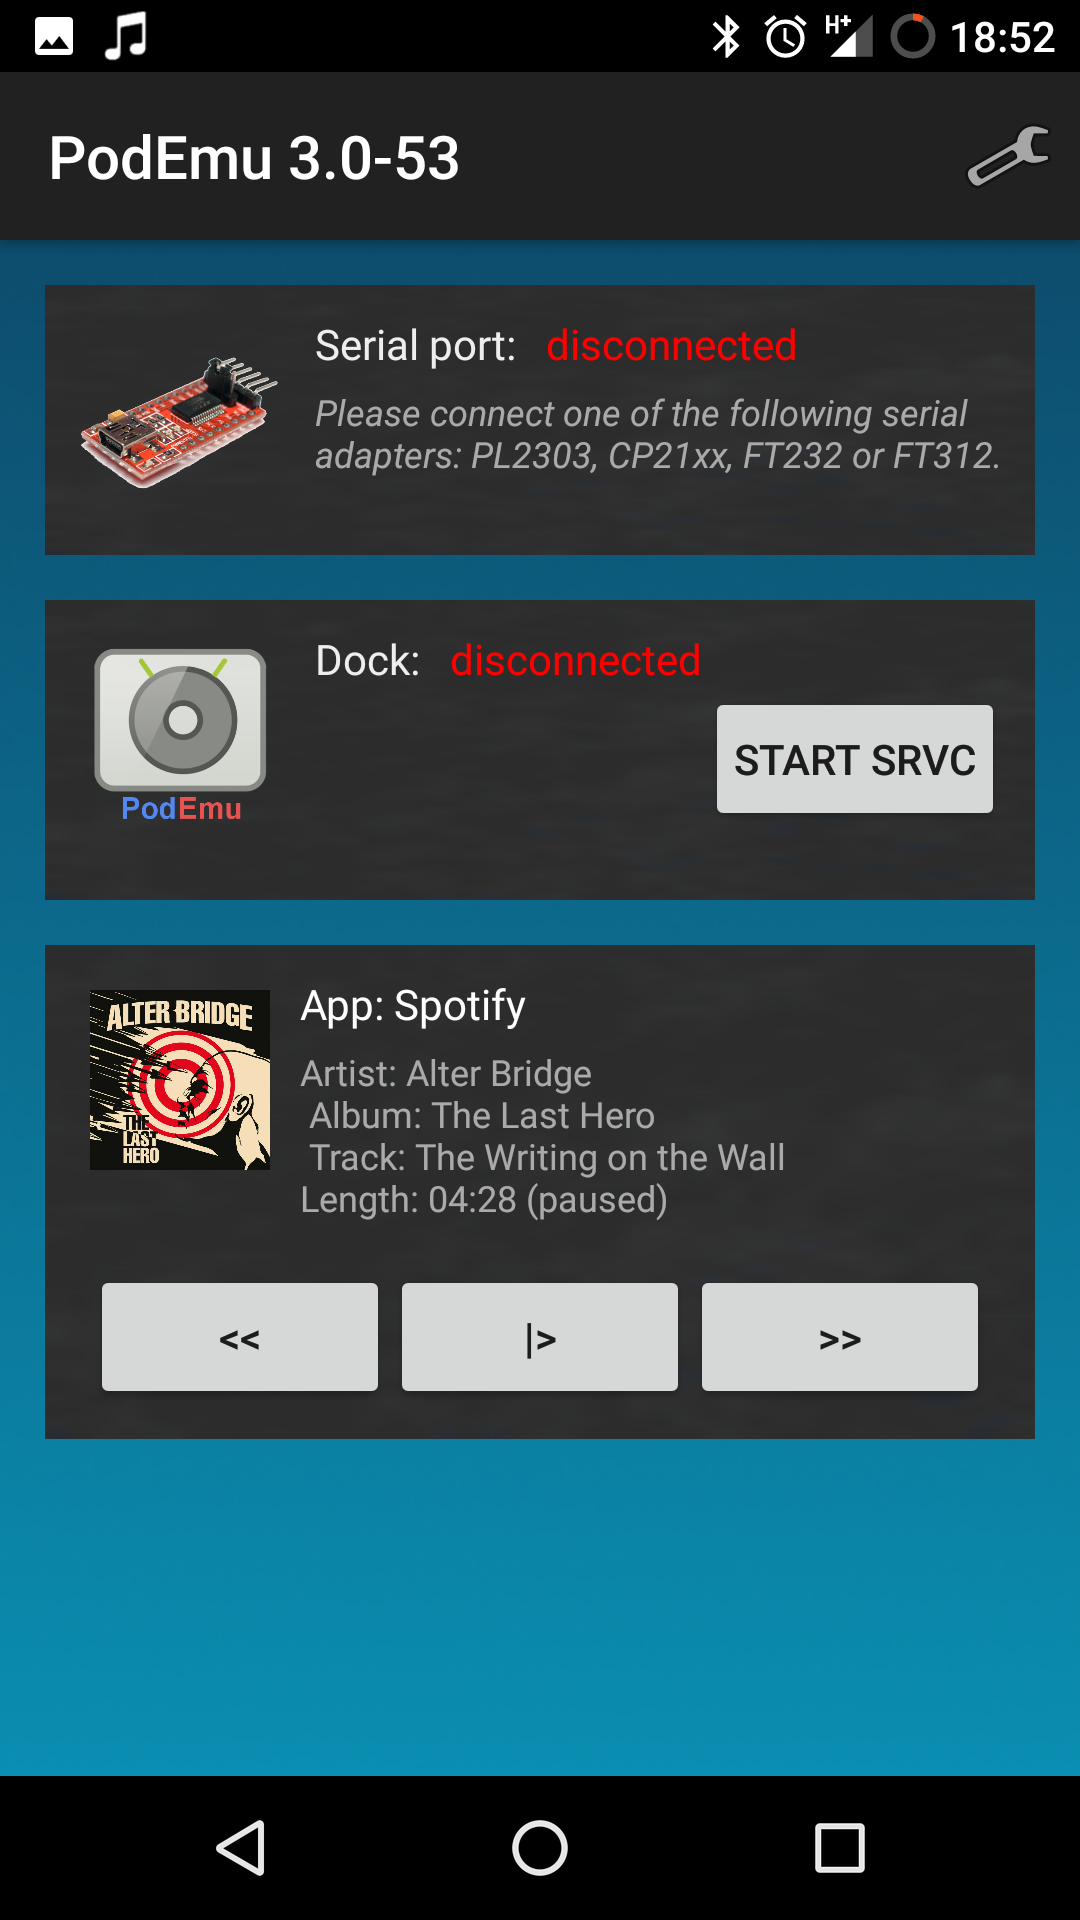 H+ 18:52
PodEmu 3.0-53
Serial port: disconnected
Please connect one of the following serial
adapters: PL2303, CP21xx, FT232 or FT312.
Dock: disconnected
START SRVC
PodEmu
App: Spotify
ALTER BRIDGE
THE
LAST
HERO
Artist: Alter Bridge
Album: The Last Hero
Track: The Writing on the Wall
Length: 04:28 (paused)
<< |> >>